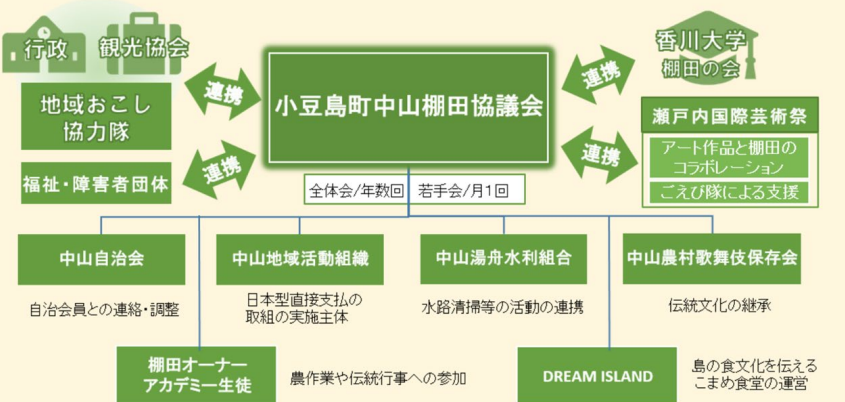 行政
観光協会
地域おこし
協力隊
福祉・障害者団体
連携
連携
小豆島町中山棚田協議会
連携
連携
香川大学
棚田の会
瀬戸内国際芸術祭
アート作品と棚田の
コラボレーション
ごえび隊による支援
全体会/年数回
若手会/月1回
中山自治会
自治会員との連絡・調整
中山地域活動組織
日本型直接支払の
取組の実施主体
中山湯舟水利組合
水路清掃等の活動の連携
中山農村歌舞伎保存会
伝統文化の継承
棚田オーナー
アカデミー生徒
農作業や伝統行事への参加
DREAM ISLAND
島の食文化を伝える
こまめ食堂の運営